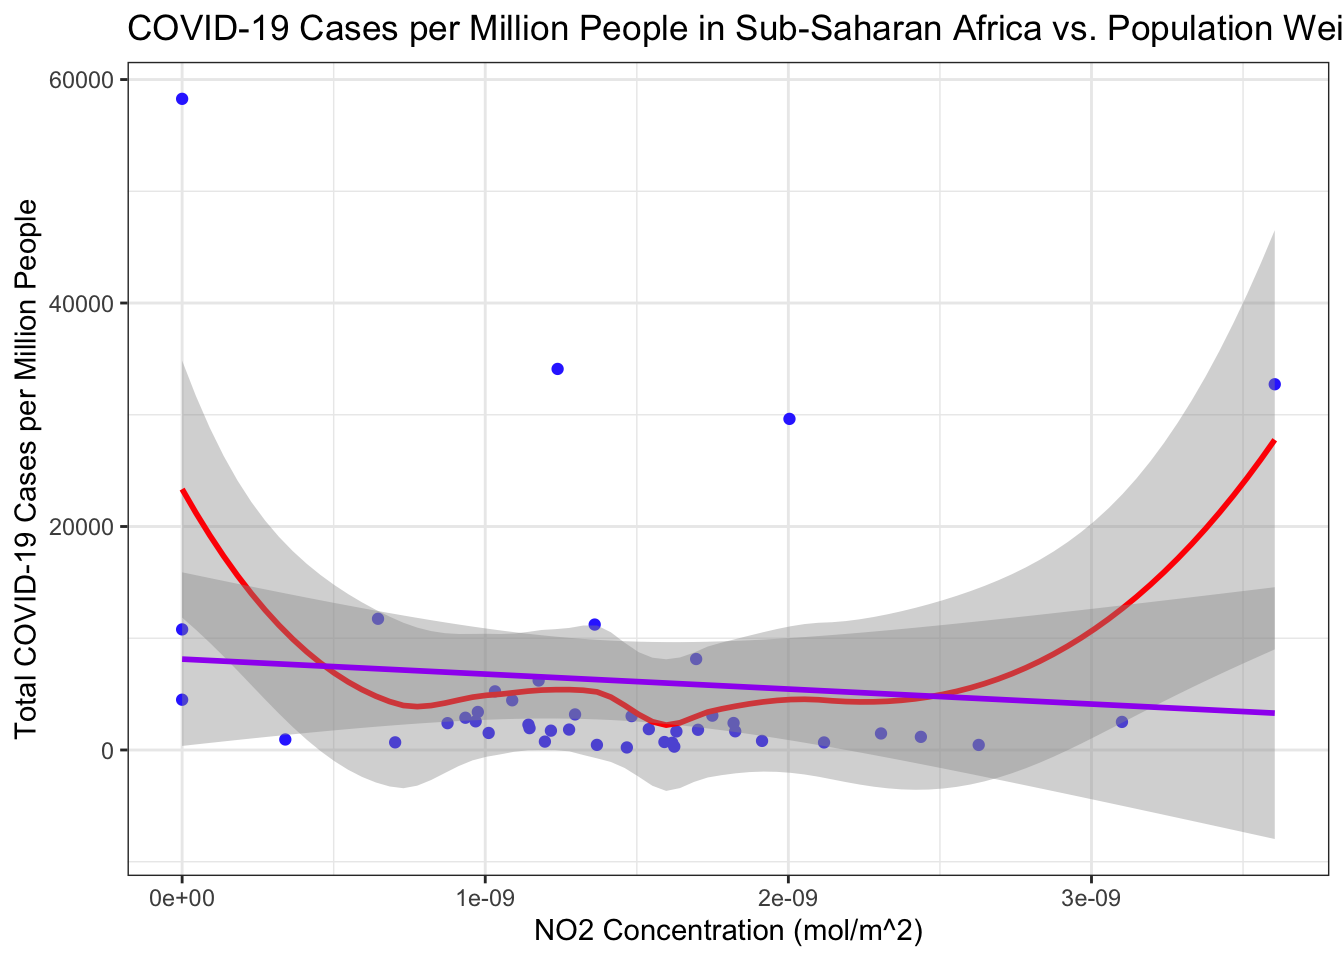 COVID-19 Cases per Million People in Sub-Saharan Africa vs. Population Wei
Total COVID-19 Cases per Million People
60000
40000
20000
0
0e+00 1e-09 2e-09 3e-09
NO2 Concentration (mol/m^2)